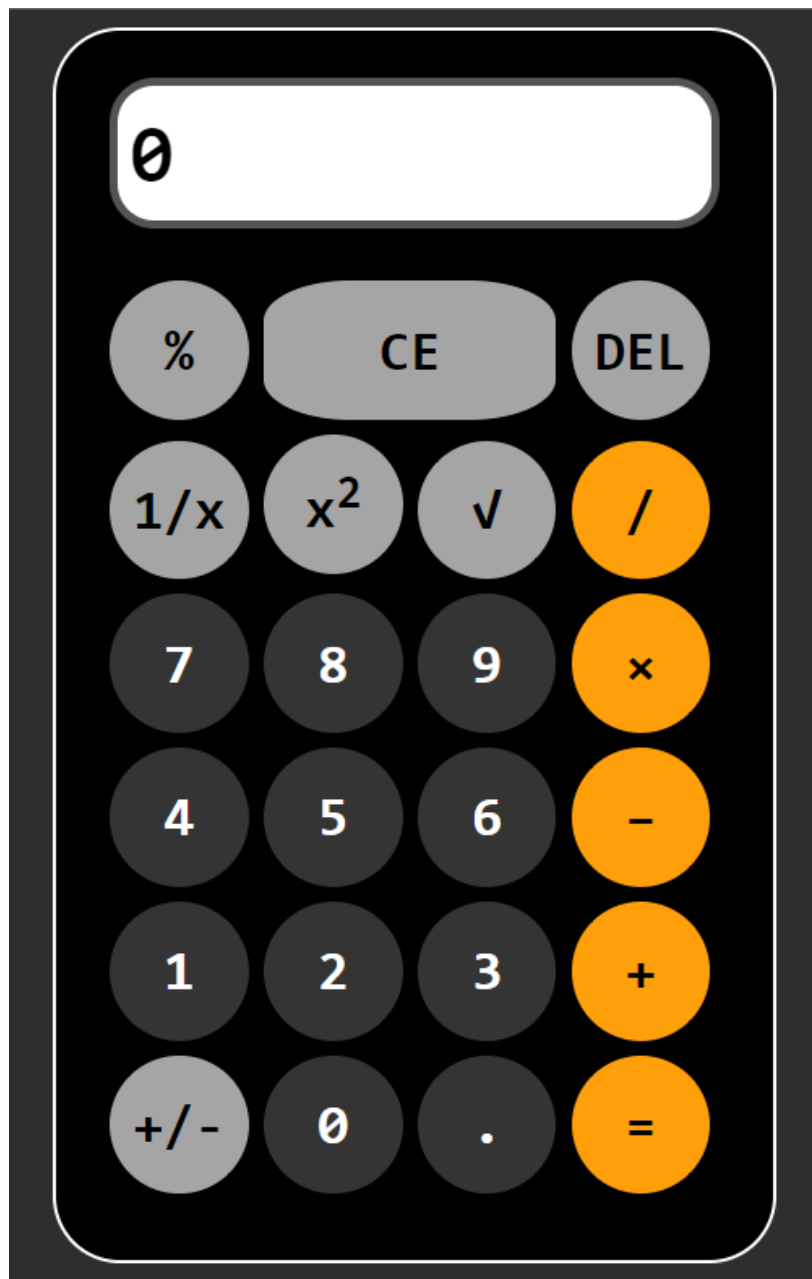 0
% CE DEL
1/x x² √ /
7 8 9 ×
4 5 6 −
1 2 3 +
+/- 0 . =